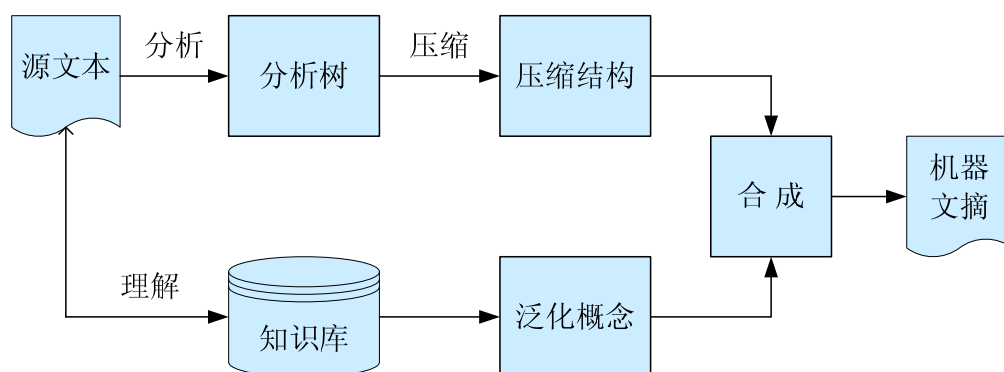 源文本
分析
分析树
压缩
压缩结构
合 成
机器
文摘
理解
知识库
泛化概念